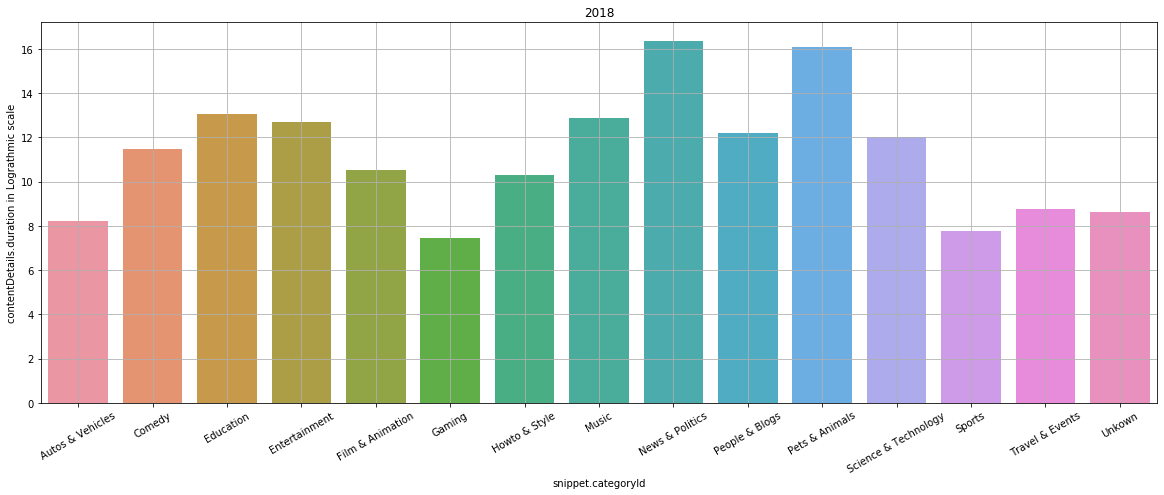 2018
contentDetails.duration in Lograthmic scale
16
14
12
10
8
6
4
2
0
Autos & Vehicles
Comedy
Education
Entertainment
Film & Animation
Gaming
Howto & Style
Music
News & Politics
People & Blogs
Pets & Animals
Science & Technology
Sports
Travel & Events
Unkown
snippet.categoryId